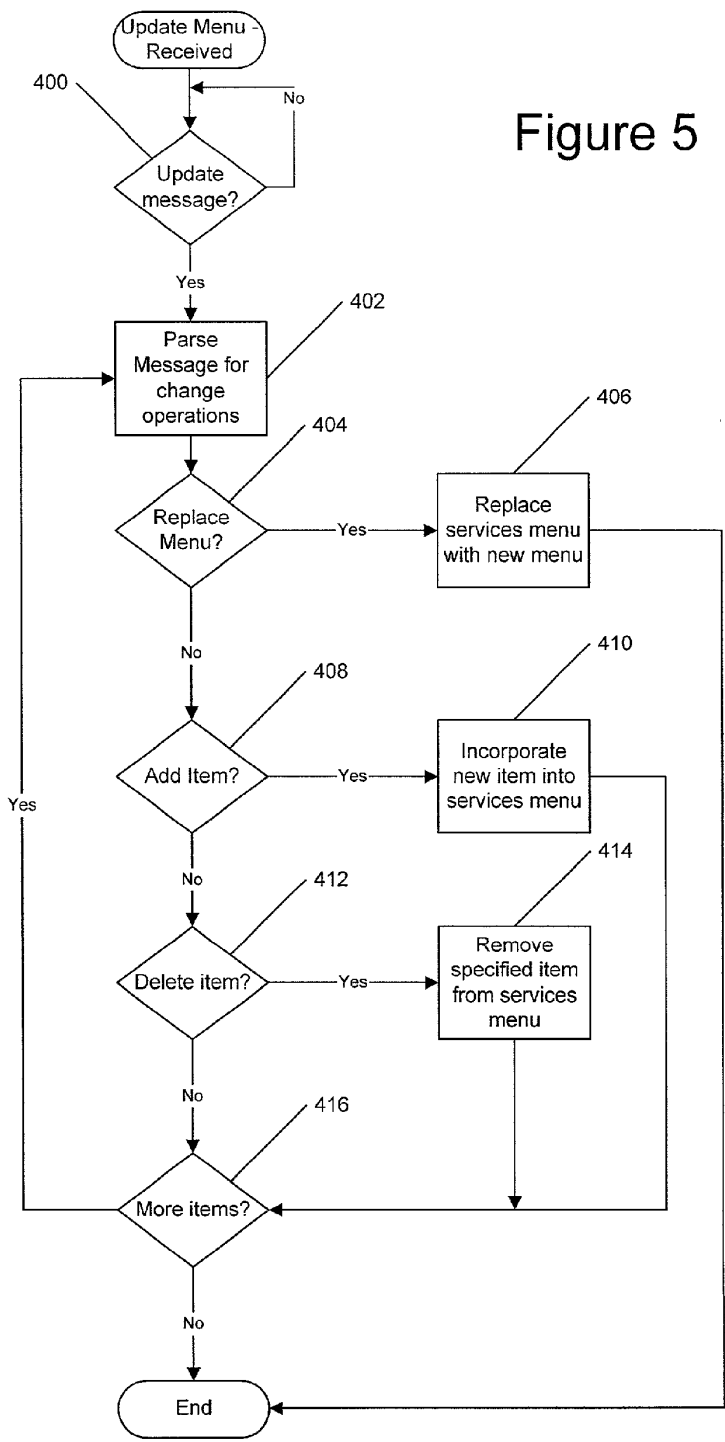 Update Menu -
Received
400
No
Figure 5
Update
message?
Yes
402
Parse
Message for
change
operations
404
406
Replace
Menu?
Yes
Replace
services menu
with new menu
No
408
410
Add Item?
Yes
Incorporate
new item into
services menu
Yes
No
412
414
Delete item?
Yes
Remove
specified item
from services
menu
No
416
More items?
No
End